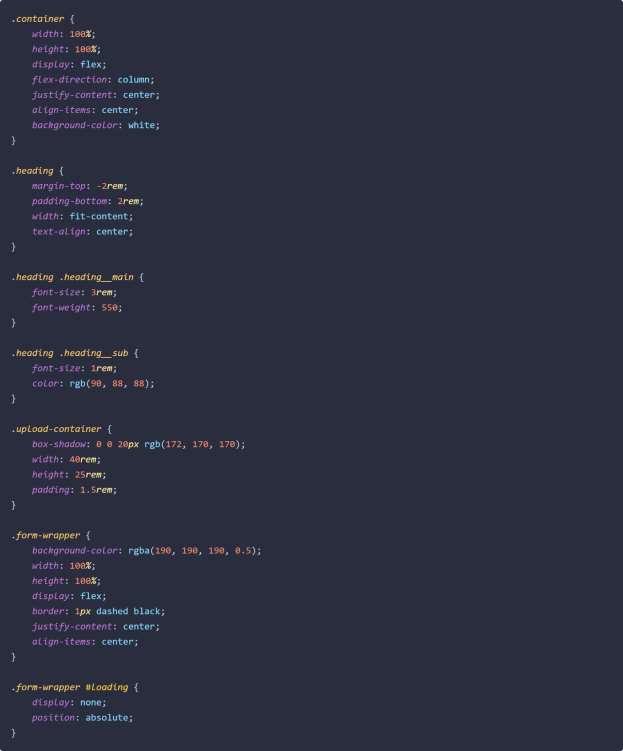 .container {
    width: 100%;
    height: 100%;
    display: flex;
    flex-direction: column;
    justify-content: center;
    align-items: center;
    background-color: white;
}

.heading {
    margin-top: -2rem;
    padding-bottom: 2rem;
    width: fit-content;
    text-align: center;
}

.heading .heading__main {
    font-size: 3rem;
    font-weight: 550;
}

.heading .heading__sub {
    font-size: 1rem;
    color: rgb(90, 88, 88);
}

.upload-container {
    box-shadow: 0 0 20px rgb(172, 170, 170);
    width: 40rem;
    height: 25rem;
    padding: 1.5rem;
}

.form-wrapper {
    background-color: rgba(190, 190, 190, 0.5);
    width: 100%;
    height: 100%;
    display: flex;
    border: 1px dashed black;
    justify-content: center;
    align-items: center;
}

.form-wrapper #loading {
    display: none;
    position: absolute;
}